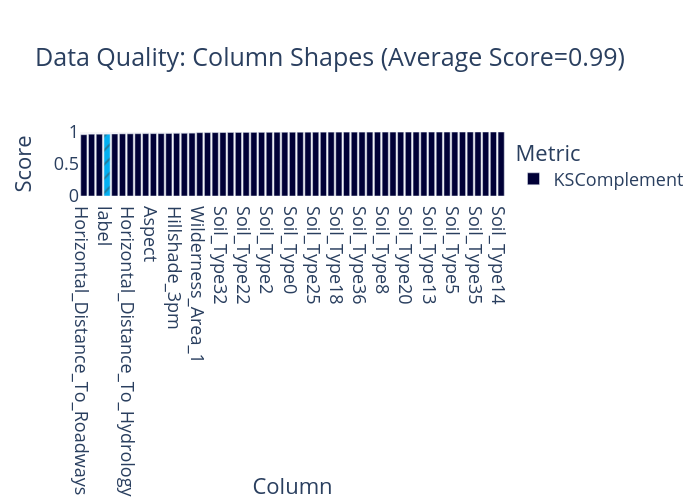 Data Quality: Column Shapes (Average Score=0.99)
Score
1
0.5
0
Horizontal_Distance_To_Roadways
label
Horizontal_Distance_To_Hydrology
Aspect
Hillshade_3pm
Wilderness_Area_1
Soil_Type32
Soil_Type22
Soil_Type2
Soil_Type0
Soil_Type25
Soil_Type18
Soil_Type36
Soil_Type8
Soil_Type20
Soil_Type13
Soil_Type5
Soil_Type35
Soil_Type14
Column
Metric
KSComplement